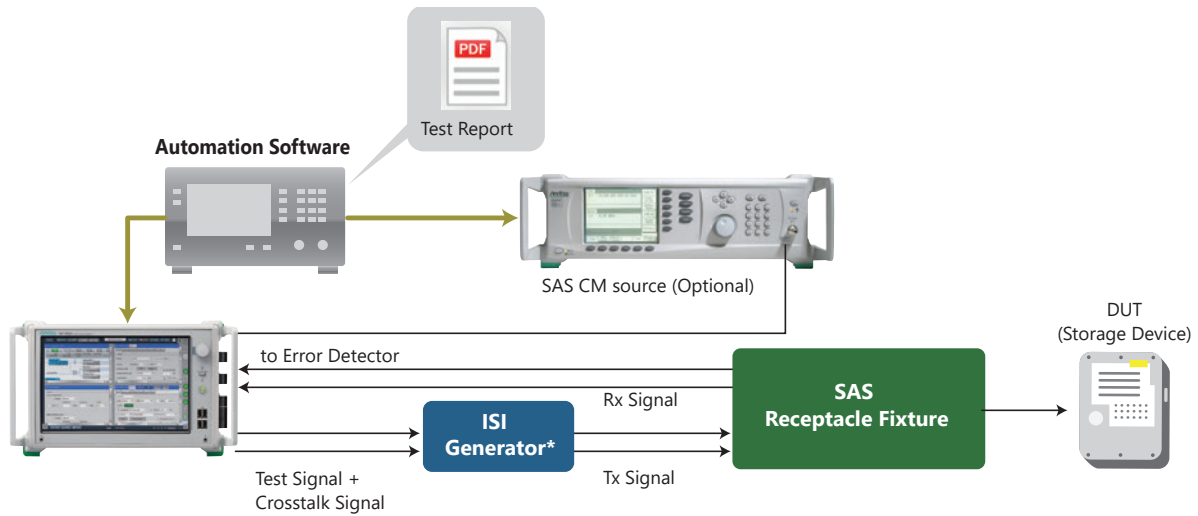 PDF
Test Report
Automation Software
SAS CM source (Optional)
DUT
(Storage Device)
to Error Detector
Rx Signal
SAS
Receptacle Fixture
ISI
Generator*
Test Signal +
Crosstalk Signal
Tx Signal